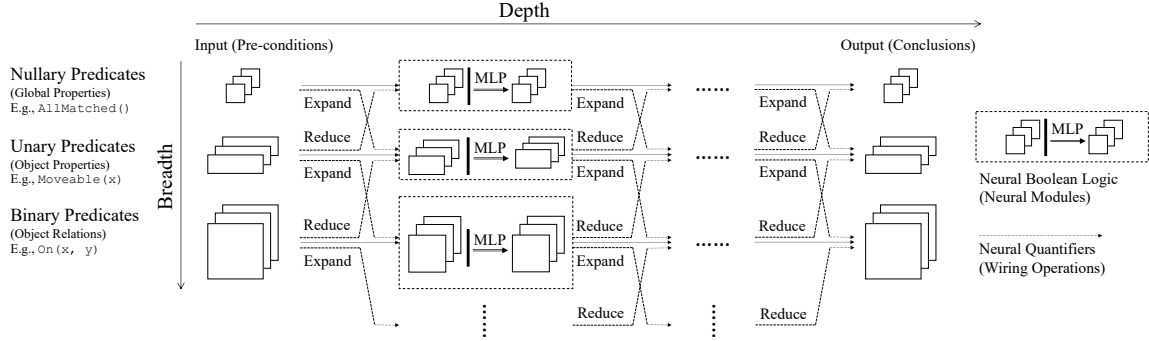 Depth
Input (Pre-conditions)
Output (Conclusions)
Breadth
Nullary Predicates
(Global Properties)
E.g., AllMatched()
Unary Predicates
(Object Properties)
E.g., Moveable(x)
Binary Predicates
(Object Relations)
E.g., On(x, y)
Expand
Reduce
Expand
Reduce
Expand
MLP
MLP
MLP
Expand
Reduce
Expand
Reduce
Expand
Reduce
......
......
......
Expand
Reduce
Expand
Reduce
Reduce
MLP
Neural Boolean Logic
(Neural Modules)
Neural Quantifiers
(Wiring Operations)